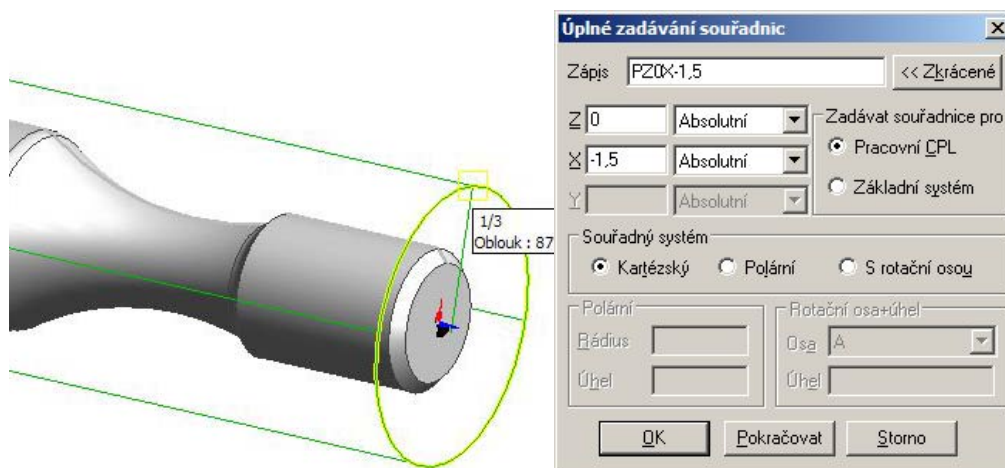 Úplné zadávání souřadnic
Zápis PZ0X-1,5 << Zkrácené
Z 0 Absolutní
X -1,5 Absolutní
Y Absolutní
Zadávat souřadnice pro
Pracovní CPL
Základní systém
Souřadný systém
Kartézský Polární S rotační osou
Polární
Rádius
Úhel
Rotační osa+úhel
Osa A
Úhel
OK Pokračovat Storno
1/3
Oblouk : 87